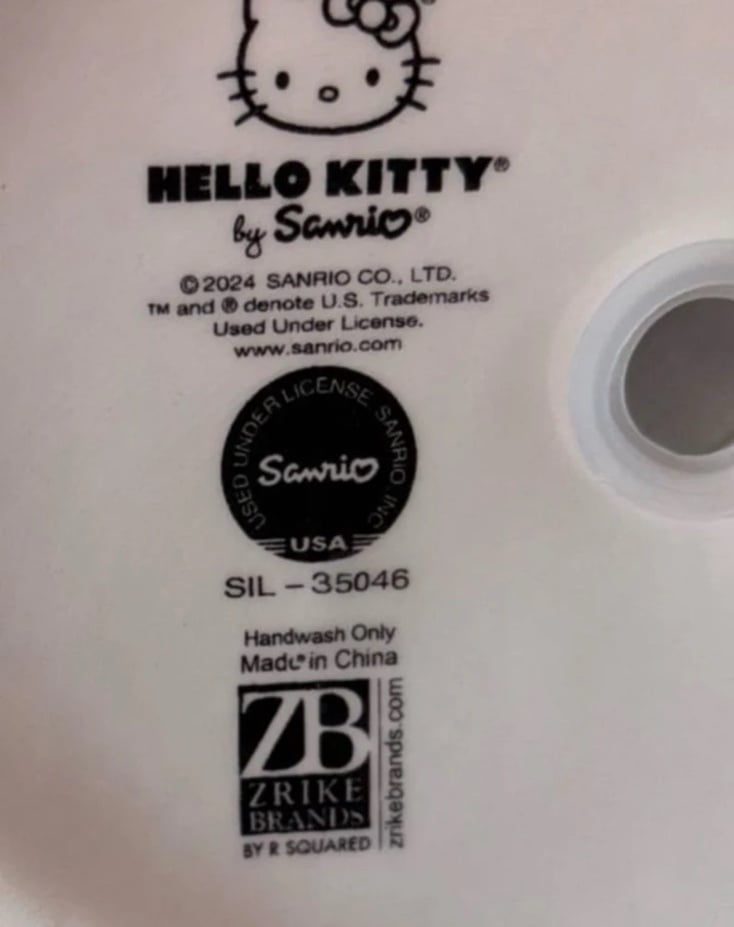 HELLO KITTY®
by Sanrio®
©2024 SANRIO CO., LTD.
TM and ® denote U.S. Trademarks
Used Under License.
www.sanrio.com
USED UNDER LICENSE SANRIO, INC.
Sanrio
USA
SIL – 35046
Handwash Only
Made in China
ZB
ZRIKE
BRANDS
BY R SQUARED
zrikebrands.com